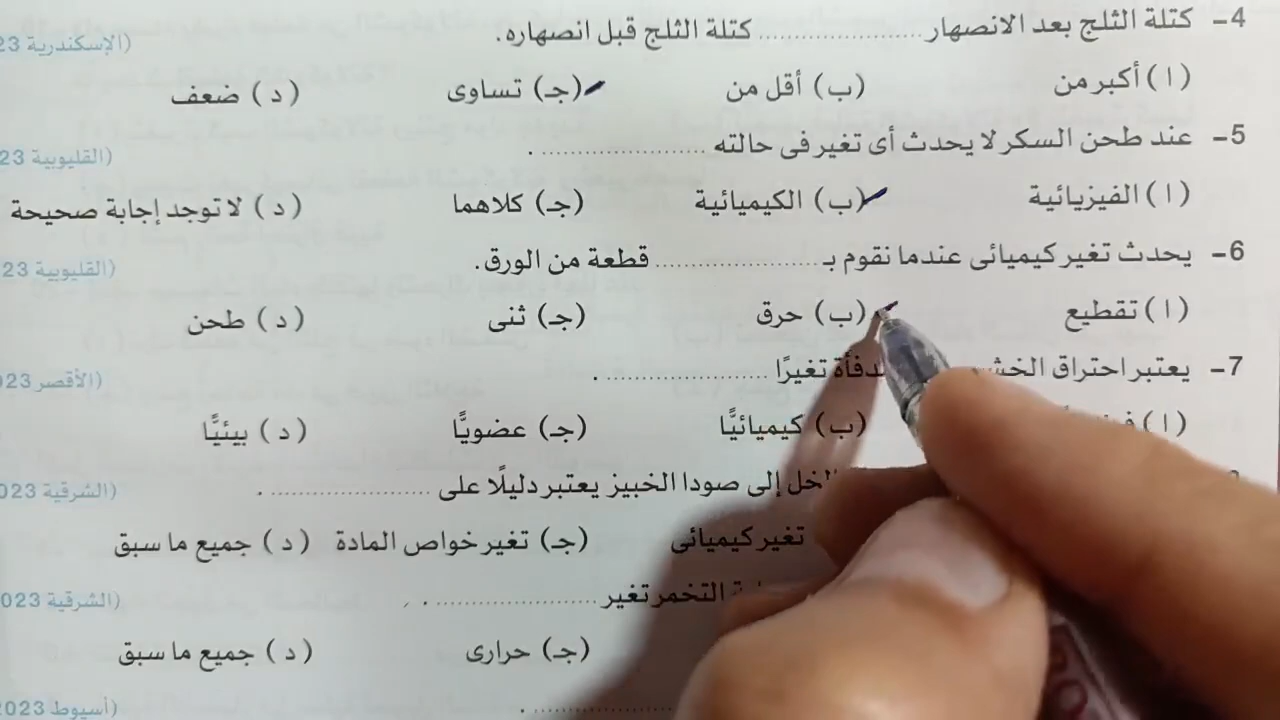 4- كتلة الثلج بعد الانصهار ...................... كتلة الثلج قبل انصهاره. (الإسكندرية 23
(ا) أكبر من (ب) أقل من (جـ) تساوى (د) ضعف
5- عند طحن السكر لا يحدث أى تغير فى حالته ...................... . (القليوبية 23
(ا) الفيزيائية (ب) الكيميائية (جـ) كلاهما (د) لا توجد إجابة صحيحة
6- يحدث تغير كيميائى عندما نقوم بـ ...................... قطعة من الورق. (القليوبية 23
(ا) تقطيع (ب) حرق (جـ) ثنى (د) طحن
7- يعتبر احتراق تغيرًا ...................... . (الأقصر 023
(ا) (ب) كيميائيًّا (جـ) عضويًّا (د) بيئيًّا
الخل إلى صودا الخبيز يعتبر دليلًا على ...................... . (الشرقية 023
تغير كيميائى (جـ) تغير خواص المادة (د) جميع ما سبق
التخمر تغير ...................... . (الشرقية 023
(جـ) حرارى (د) جميع ما سبق
...................... . (أسيوط 023